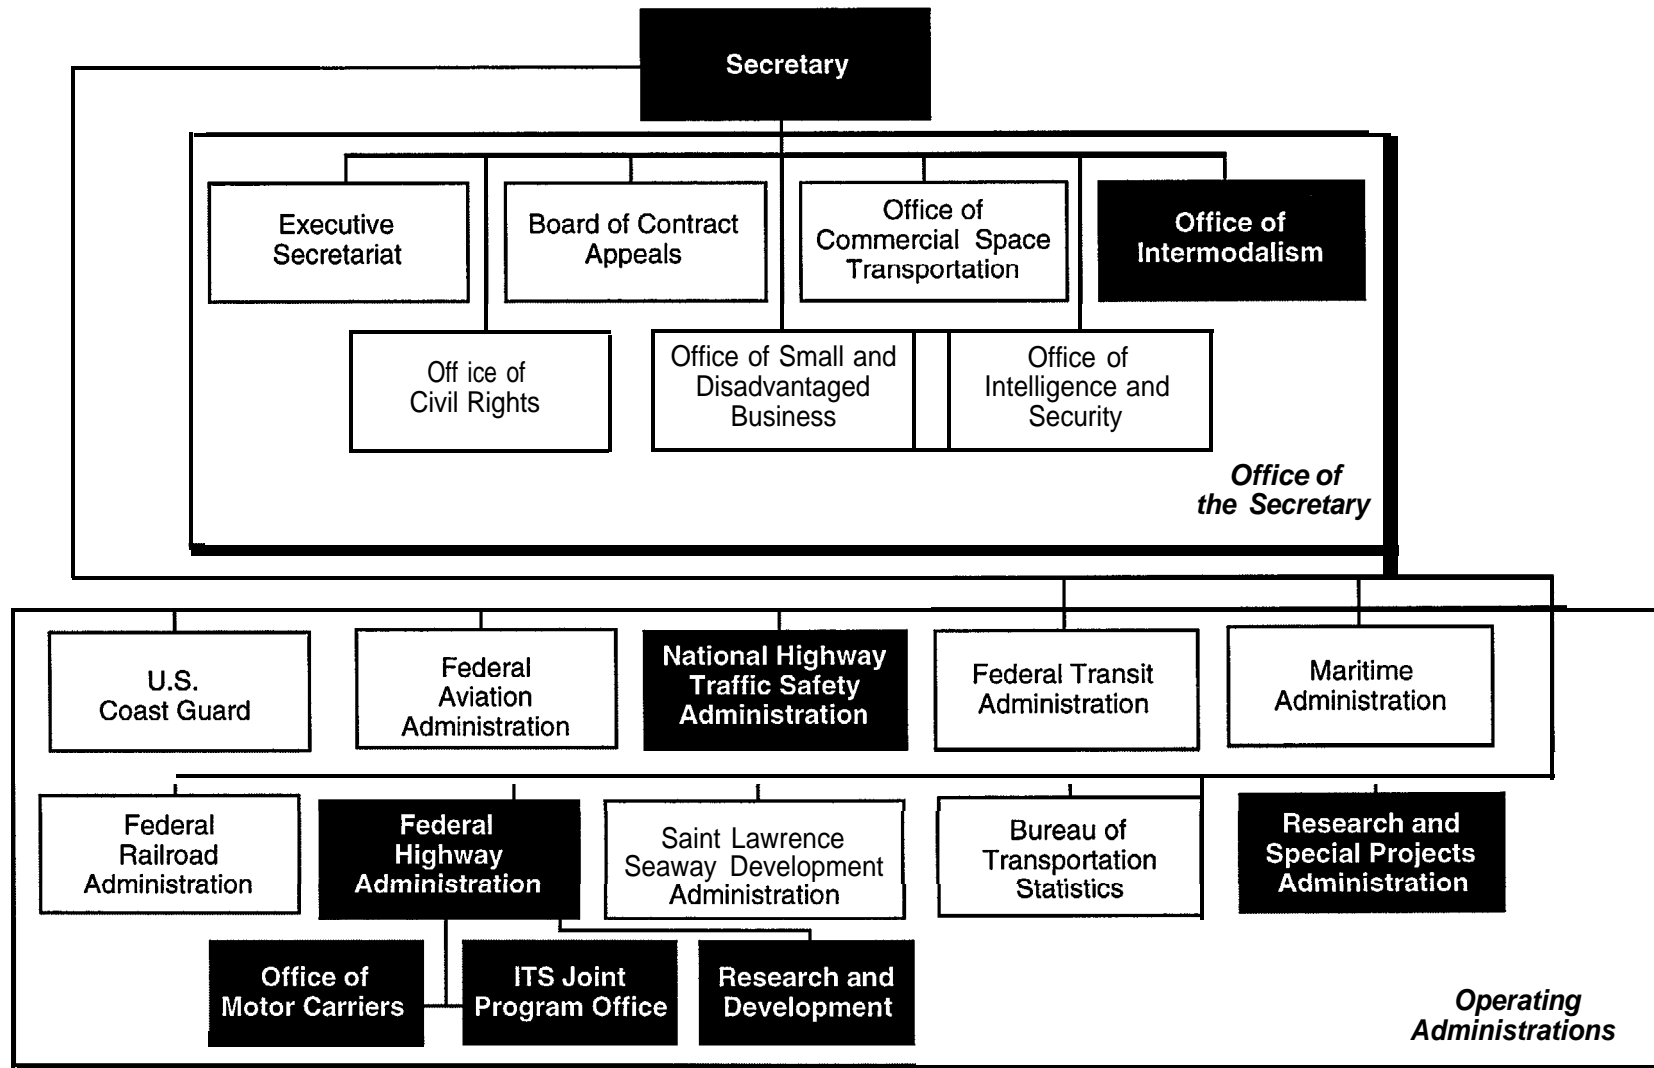 Secretary
Executive
Secretariat
Board of Contract
Appeals
Office of
Commercial Space
Transportation
Office of
Intermodalism
Off ice of
Civil Rights
Office of Small and
Disadvantaged
Business
Office of
Intelligence and
Security
Office of
the Secretary
U.S.
Coast Guard
Federal
Aviation
Administration
National Highway
Traffic Safety
Administration
Federal Transit
Administration
Maritime
Administration
Federal
Railroad
Administration
Federal
Highway
Administration
Saint Lawrence
Seaway Development
Administration
Bureau of
Transportation
Statistics
Research and
Special Projects
Administration
Office of
Motor Carriers
ITS Joint
Program Office
Research and
Development
Operating
Administrations